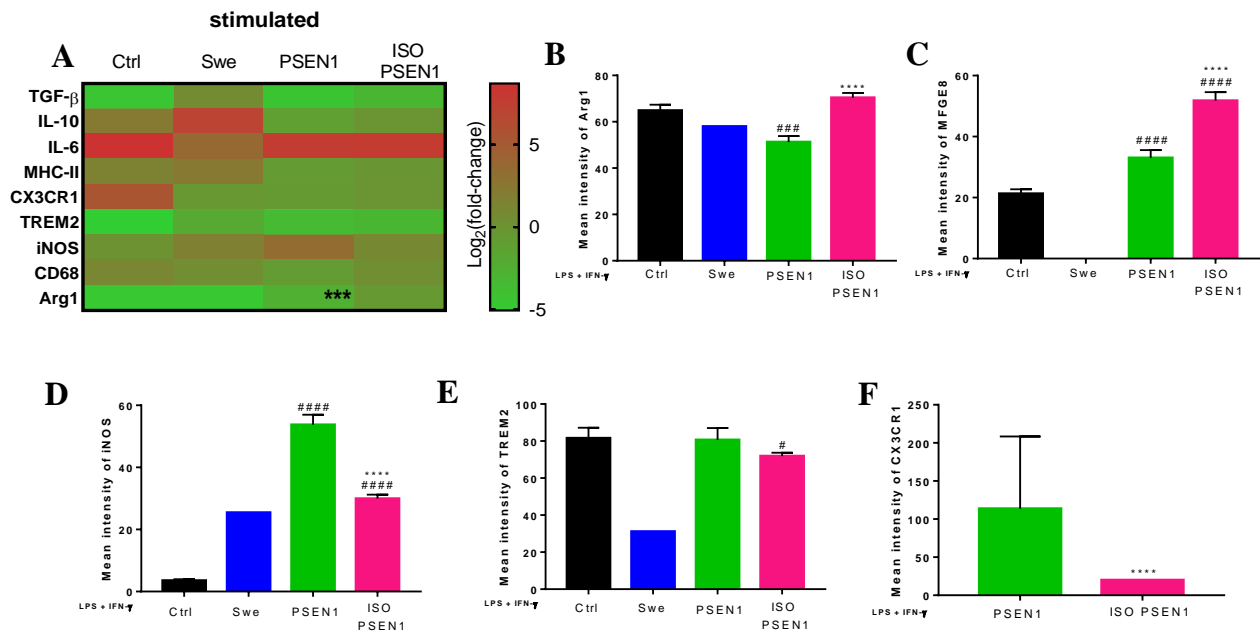 stimulated
A
Ctrl Swe PSEN1 ISO PSEN1
TGF-β
IL-10
IL-6
MHC-II
CX3CR1
TREM2
iNOS
CD68
Arg1
***
Log2(fold-change)
5
0
-5
B
Mean intensity of Arg1
80
60
40
20
0
####
****
LPS + IFN-γ
Ctrl Swe PSEN1 ISO PSEN1
C
Mean intensity of MFGE8
60
40
20
0
####
****
####
LPS + IFN-γ
Ctrl Swe PSEN1 ISO PSEN1
D
Mean intensity of iNOS
60
40
20
0
####
****
####
LPS + IFN-γ
Ctrl Swe PSEN1 ISO PSEN1
E
Mean intensity of TREM2
100
80
60
40
20
0
#
LPS + IFN-γ
Ctrl Swe PSEN1 ISO PSEN1
F
Mean intensity of CX3CR1
250
200
150
100
50
0
****
LPS + IFN-γ
PSEN1 ISO PSEN1